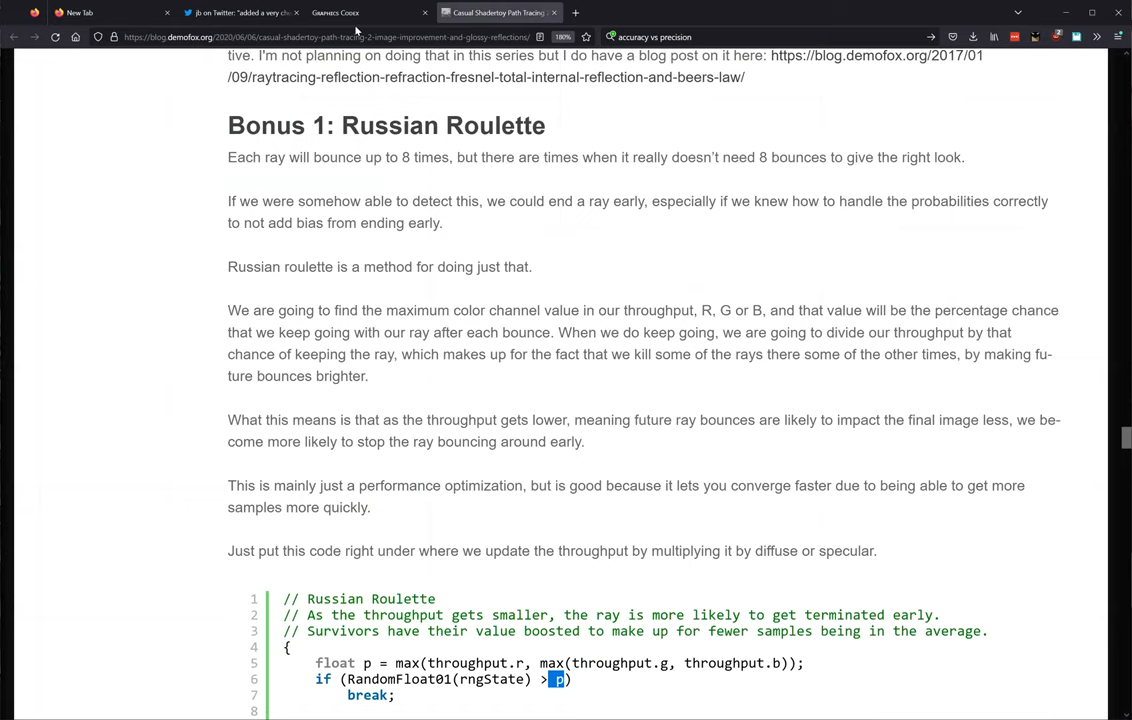 New Tab
jb on Twitter: "added a very che
GRAPHICS CODEX
Casual Shadertoy Path Tracing
https://blog.demofox.org/2020/06/06/casual-shadertoy-path-tracing-2-image-improvement-and-glossy-reflections/
180%
accuracy vs precision
tive. I'm not planning on doing that in this series but I do have a blog post on it here: https://blog.demofox.org/2017/01
/09/raytracing-reflection-refraction-fresnel-total-internal-reflection-and-beers-law/
Bonus 1: Russian Roulette
Each ray will bounce up to 8 times, but there are times when it really doesn't need 8 bounces to give the right look.
If we were somehow able to detect this, we could end a ray early, especially if we knew how to handle the probabilities correctly
to not add bias from ending early.
Russian roulette is a method for doing just that.
We are going to find the maximum color channel value in our throughput, R, G or B, and that value will be the percentage chance
that we keep going with our ray after each bounce. When we do keep going, we are going to divide our throughput by that
chance of keeping the ray, which makes up for the fact that we kill some of the rays there some of the other times, by making fu-
ture bounces brighter.
What this means is that as the throughput gets lower, meaning future ray bounces are likely to impact the final image less, we be-
come more likely to stop the ray bouncing around early.
This is mainly just a performance optimization, but is good because it lets you converge faster due to being able to get more
samples more quickly.
Just put this code right under where we update the throughput by multiplying it by diffuse or specular.
1 // Russian Roulette
2 // As the throughput gets smaller, the ray is more likely to get terminated early.
3 // Survivors have their value boosted to make up for fewer samples being in the average.
4 {
5 float p = max(throughput.r, max(throughput.g, throughput.b));
6 if (RandomFloat01(rngState) > p)
7 break;
8